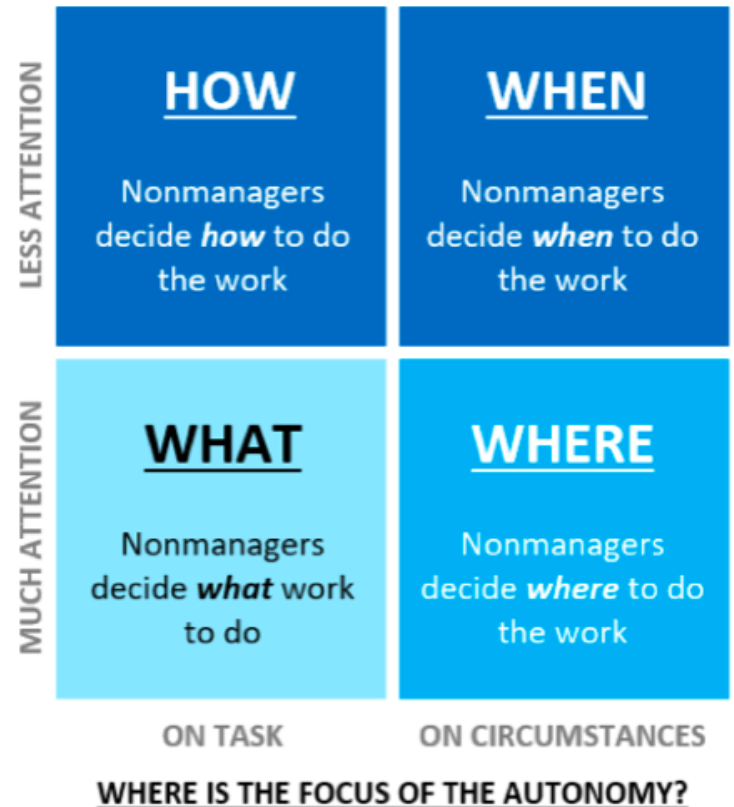 LESS ATTENTION
HOW
Nonmanagers
decide how to do
the work
WHEN
Nonmanagers
decide when to do
the work
MUCH ATTENTION
WHAT
Nonmanagers
decide what work
to do
WHERE
Nonmanagers
decide where to do
the work
ON TASK
ON CIRCUMSTANCES
WHERE IS THE FOCUS OF THE AUTONOMY?